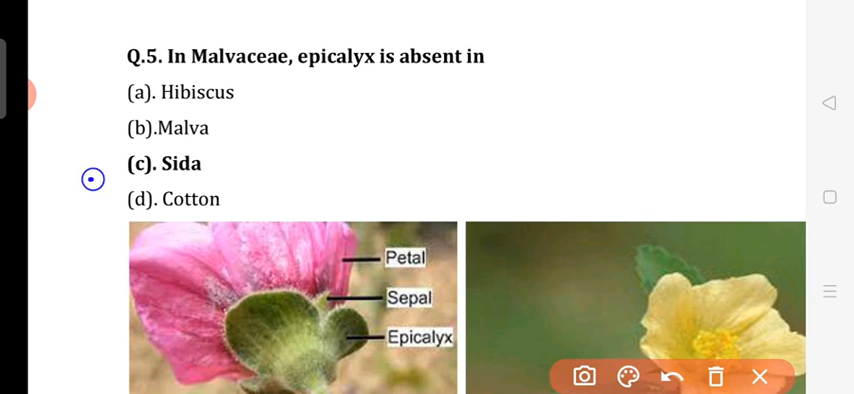 Q.5. In Malvaceae, epicalyx is absent in
(a). Hibiscus
(b).Malva
(c). Sida
(d). Cotton
Petal
Sepal
Epicalyx